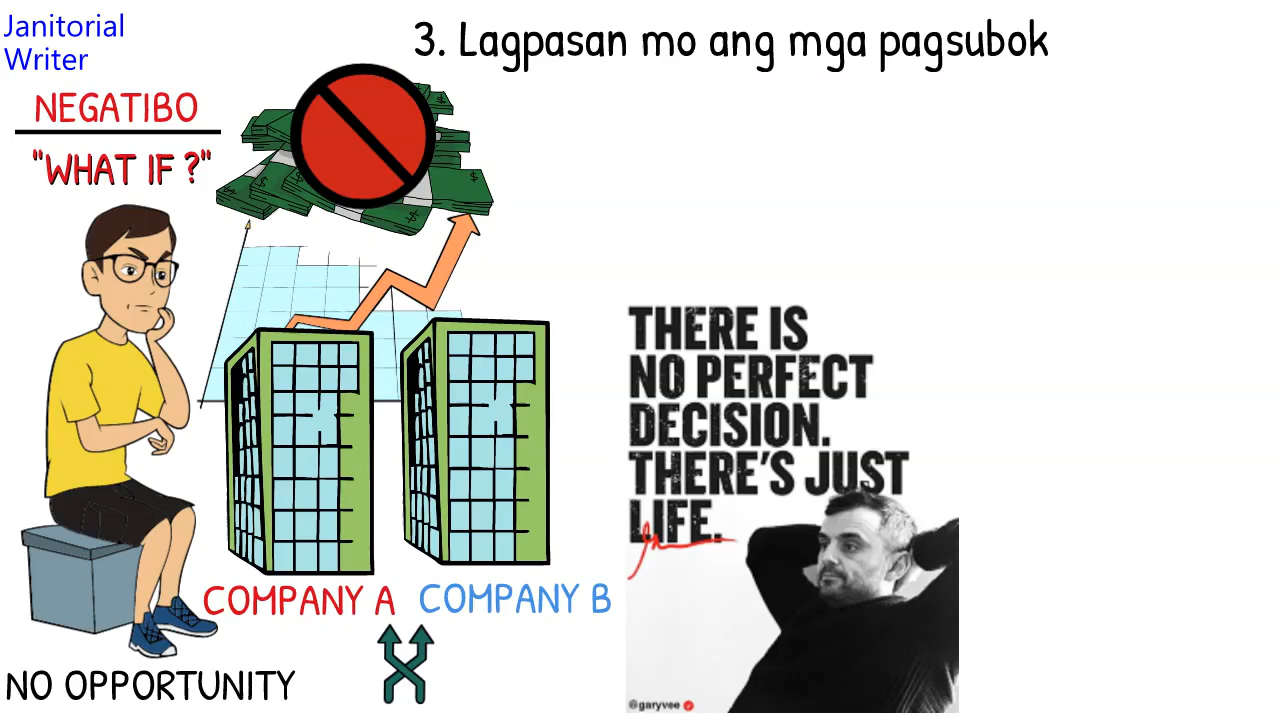 Janitorial
Writer
3. Lagpasan mo ang mga pagsubok
NEGATIBO
"WHAT IF ?"
$
$
$
$
$
THERE IS
NO PERFECT
DECISION.
THERE'S JUST
LIFE.
COMPANY A
COMPANY B
NO OPPORTUNITY
@garyvee